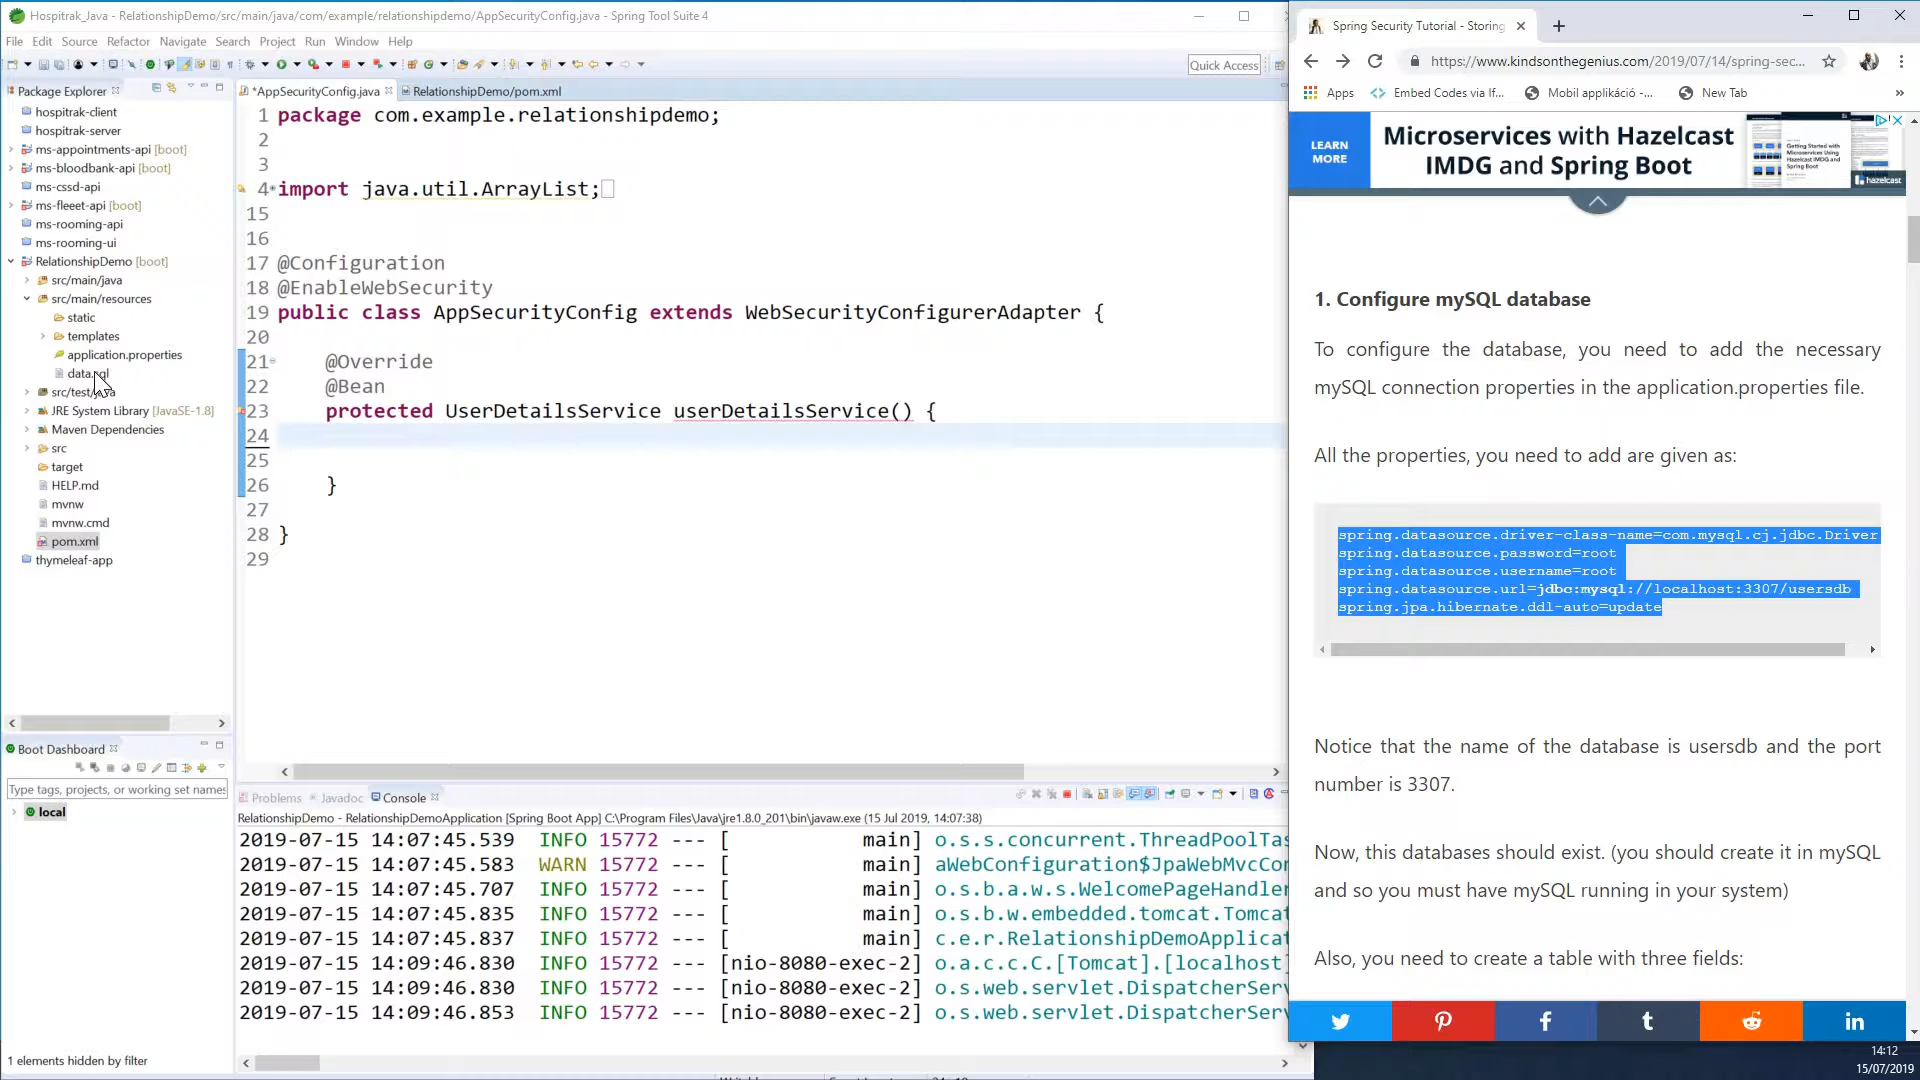 Hospitrak_Java - RelationshipDemo/src/main/java/com/example/relationshipdemo/AppSecurityConfig.java - Spring Tool Suite 4
File Edit Source Refactor Navigate Search Project Run Window Help
Quick Access
Package Explorer
hospitrak-client
hospitrak-server
ms-appointments-api [boot]
ms-bloodbank-api [boot]
ms-cssd-api
ms-fleeet-api [boot]
ms-rooming-api
ms-rooming-ui
RelationshipDemo [boot]
src/main/java
src/main/resources
static
templates
application.properties
JRE System Library [JavaSE-1.8]
Maven Dependencies
src
target
HELP.md
mvnw
mvnw.cmd
pom.xml
thymeleaf-app
Boot Dashboard
Type tags, projects, or working set names
local
1 elements hidden by filter
*AppSecurityConfig.java RelationshipDemo/pom.xml
1 package com.example.relationshipdemo;
2
3
4 import java.util.ArrayList;
15
16
17 @Configuration
18 @EnableWebSecurity
19 public class AppSecurityConfig extends WebSecurityConfigurerAdapter {
20
21 @Override
22 @Bean
23 protected UserDetailsService userDetailsService() {
24
25
26 }
27
28 }
29
Problems Javadoc Console
RelationshipDemo - RelationshipDemoApplication [Spring Boot App] C:\Program Files\Java\jre1.8.0_201\bin\javaw.exe (15 Jul 2019, 14:07:38)
2019-07-15 14:07:45.539 INFO 15772 --- [ main] o.s.s.concurrent.ThreadPoolTas
2019-07-15 14:07:45.583 WARN 15772 --- [ main] aWebConfiguration$JpaWebMvcCon
2019-07-15 14:07:45.707 INFO 15772 --- [ main] o.s.b.a.w.s.WelcomePageHandler
2019-07-15 14:07:45.835 INFO 15772 --- [ main] o.s.b.w.embedded.tomcat.Tomcat
2019-07-15 14:07:45.837 INFO 15772 --- [ main] c.e.r.RelationshipDemoApplicat
2019-07-15 14:09:46.830 INFO 15772 --- [nio-8080-exec-2] o.a.c.c.C.[Tomcat].[localhost]
2019-07-15 14:09:46.830 INFO 15772 --- [nio-8080-exec-2] o.s.web.servlet.DispatcherServ
2019-07-15 14:09:46.853 INFO 15772 --- [nio-8080-exec-2] o.s.web.servlet.DispatcherServ
Spring Security Tutorial - Storing
https://www.kindsonthegenius.com/2019/07/14/spring-sec...
Apps Embed Codes via If... Mobil applikáció -... New Tab
LEARN MORE
Microservices with Hazelcast
IMDG and Spring Boot
hazelcast
1. Configure mySQL database
To configure the database, you need to add the necessary
mySQL connection properties in the application.properties file.
All the properties, you need to add are given as:
spring.datasource.driver-class-name=com.mysql.cj.jdbc.Driver
spring.datasource.password=root
spring.datasource.username=root
spring.datasource.url=jdbc:mysql://localhost:3307/usersdb
spring.jpa.hibernate.ddl-auto=update
Notice that the name of the database is usersdb and the port
number is 3307.
Now, this databases should exist. (you should create it in mySQL
and so you must have mySQL running in your system)
Also, you need to create a table with three fields:
14:12
15/07/2019